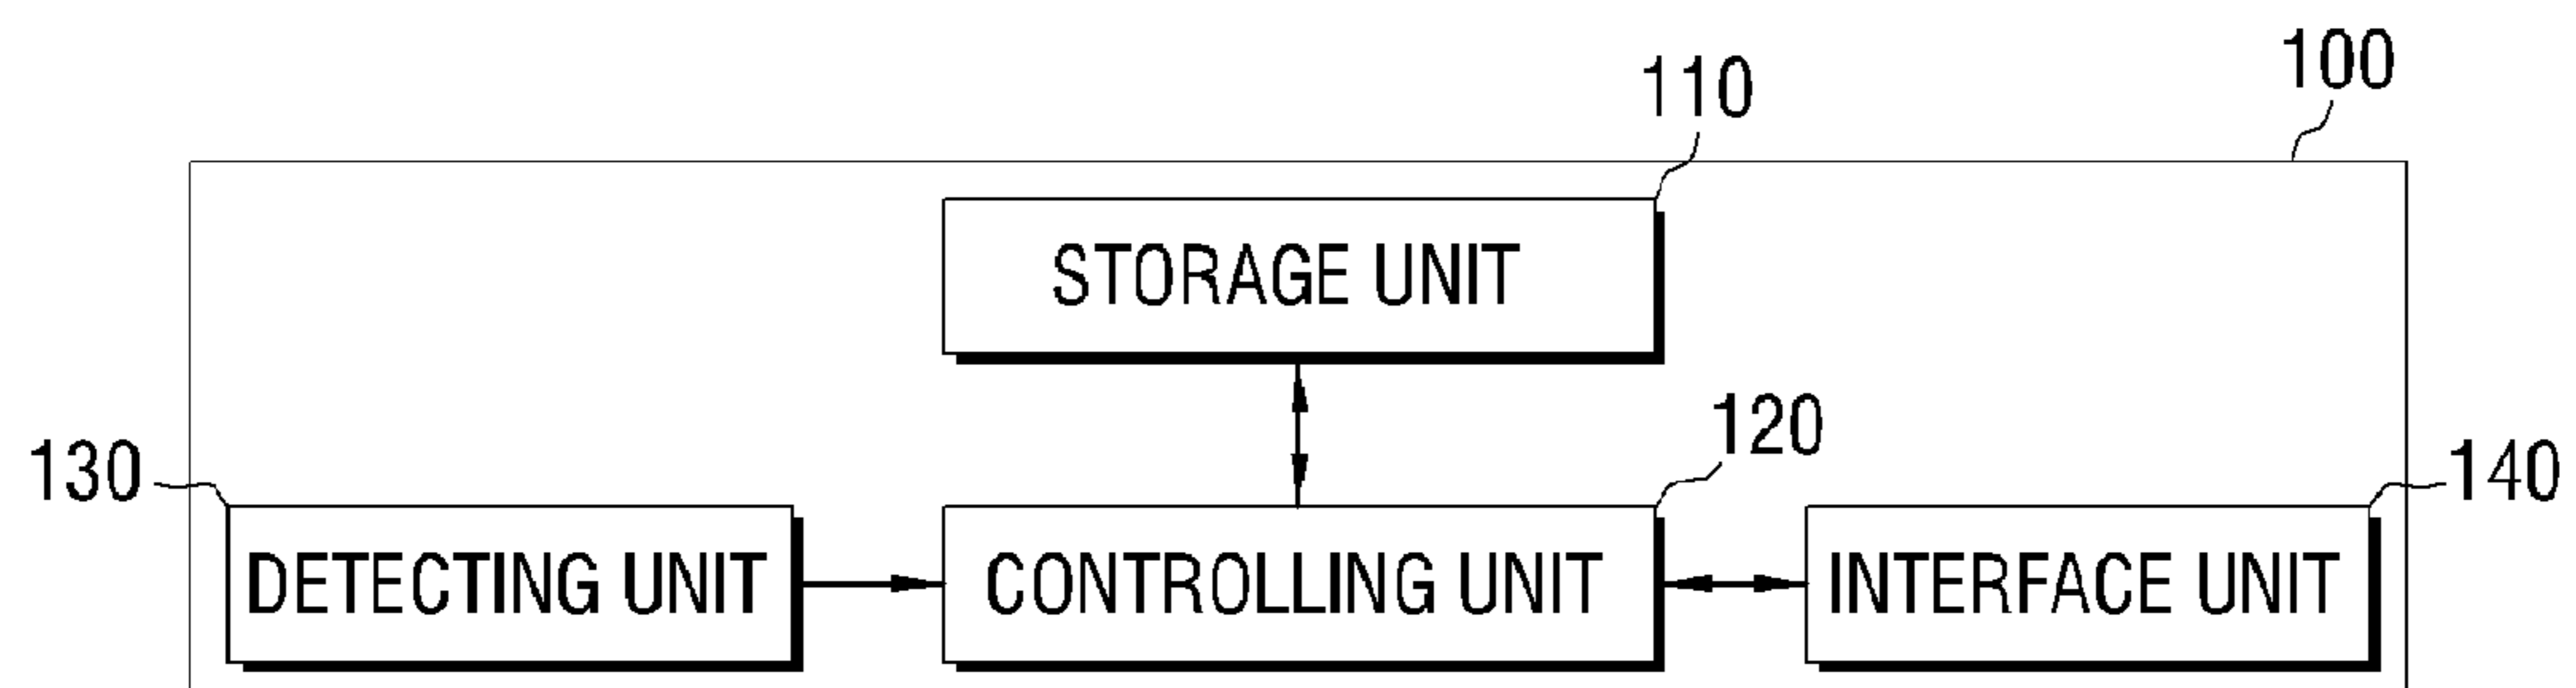 100
110
STORAGE UNIT
120
130
140
DETECTING UNIT
CONTROLLING UNIT
INTERFACE UNIT